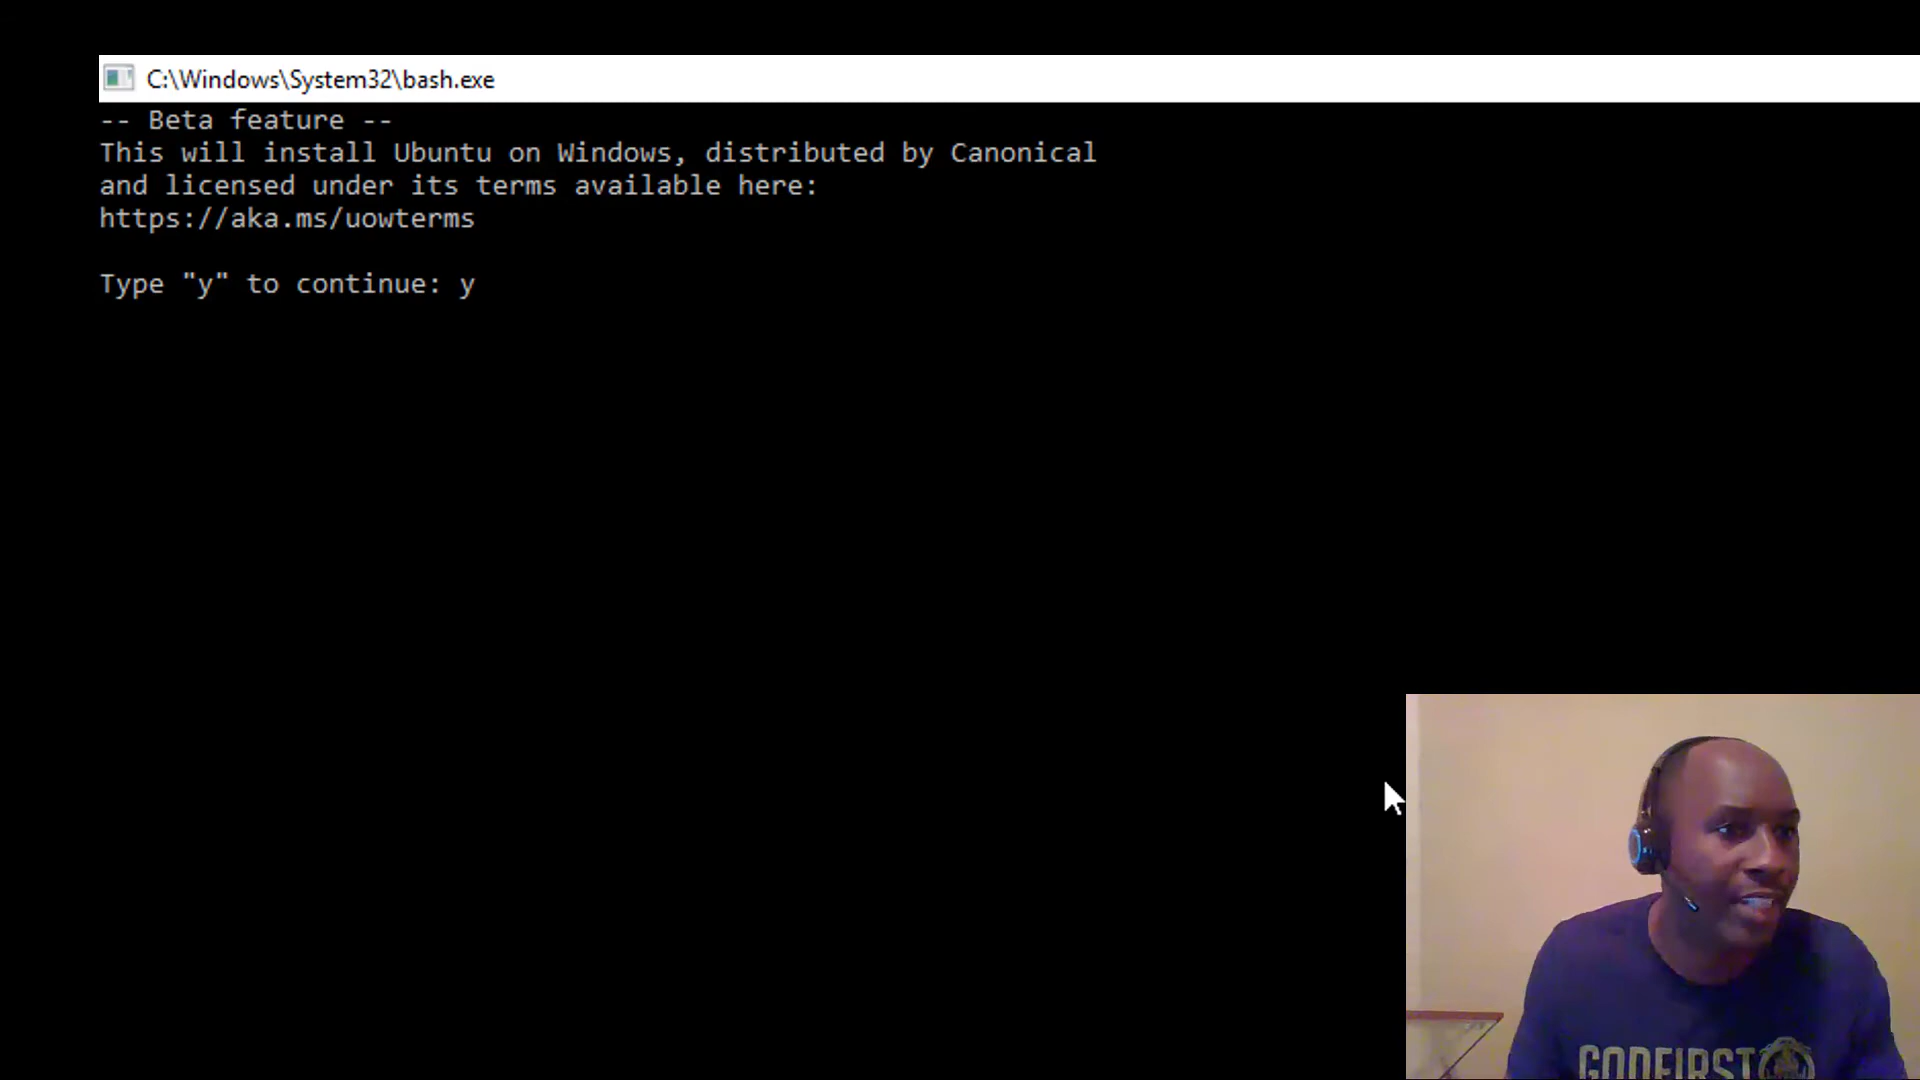 C:\Windows\System32\bash.exe
-- Beta feature --
This will install Ubuntu on Windows, distributed by Canonical
and licensed under its terms available here:
https://aka.ms/uowterms
Type "y" to continue: y
GODFIRST